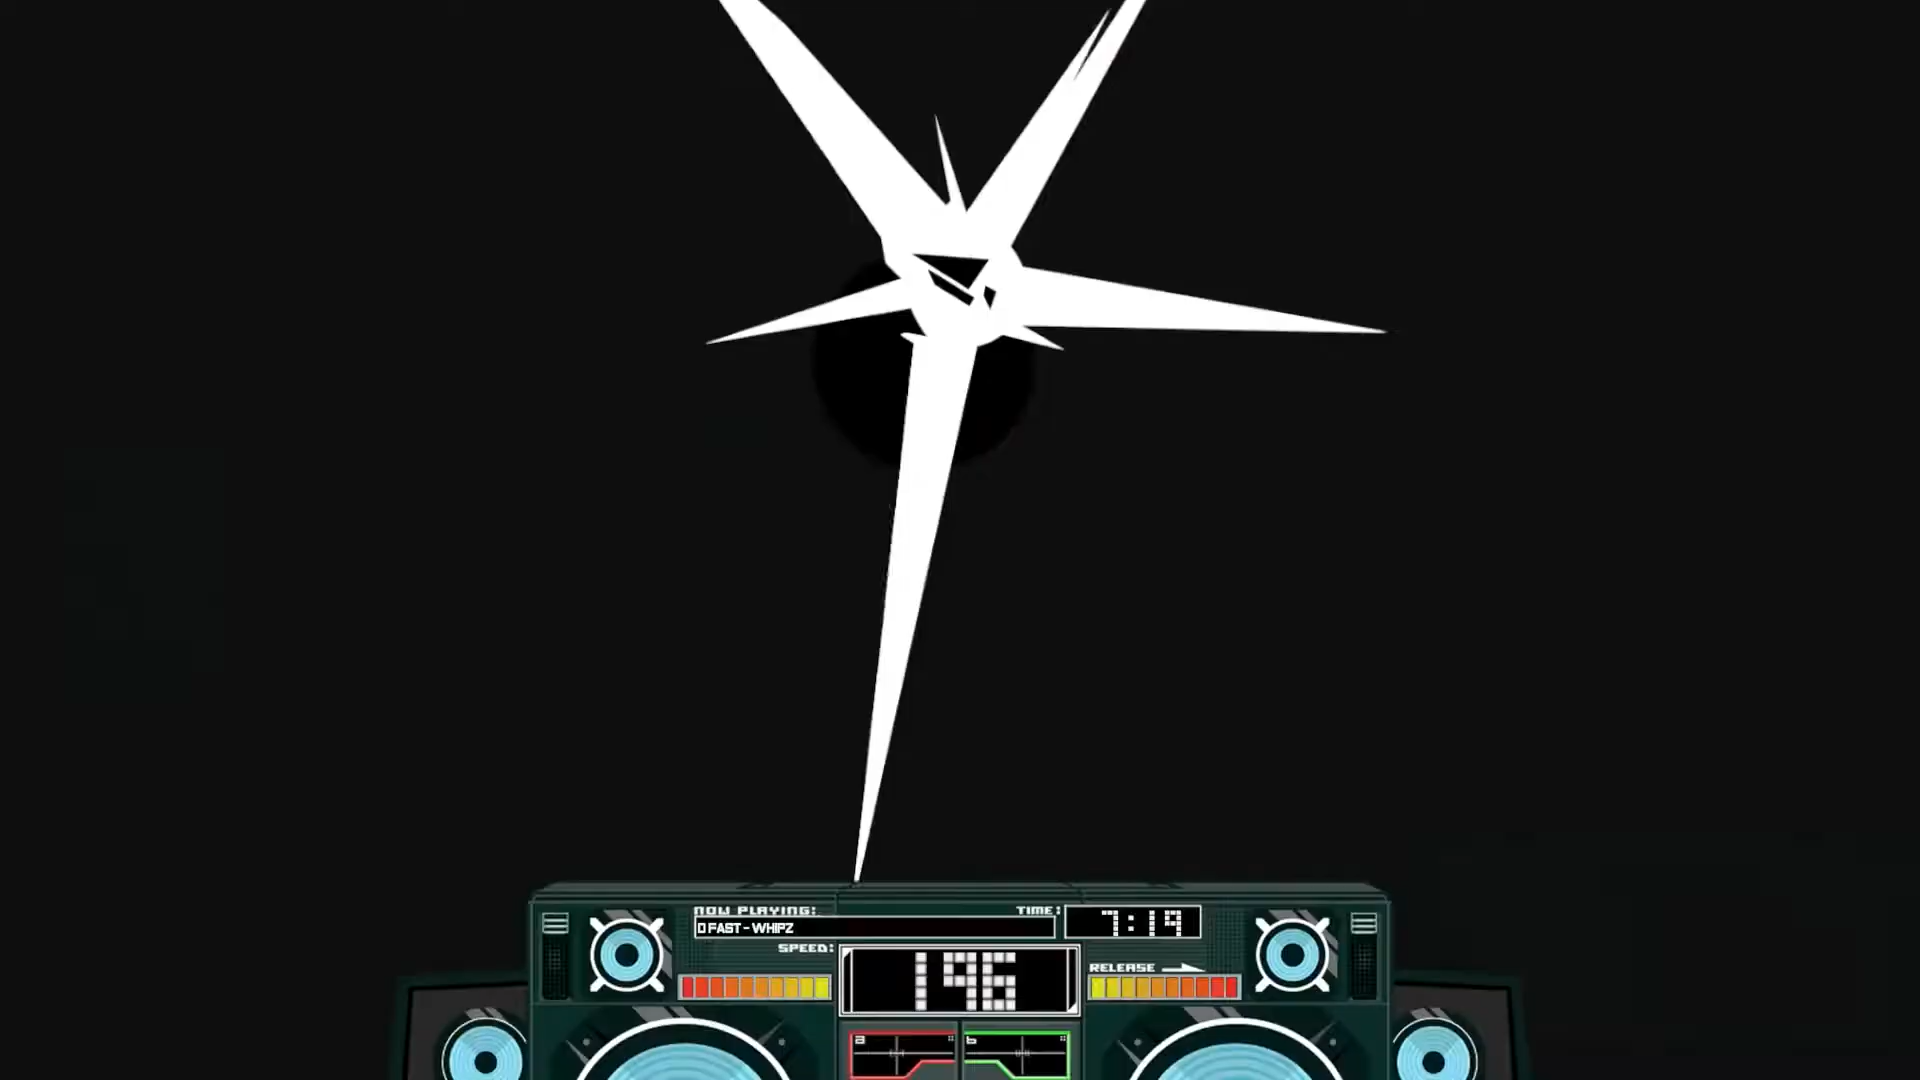 NOW PLAYING:
TIME:
7:19
D FAST - WHIPZ
SPEED:
196
RELEASE
a
b